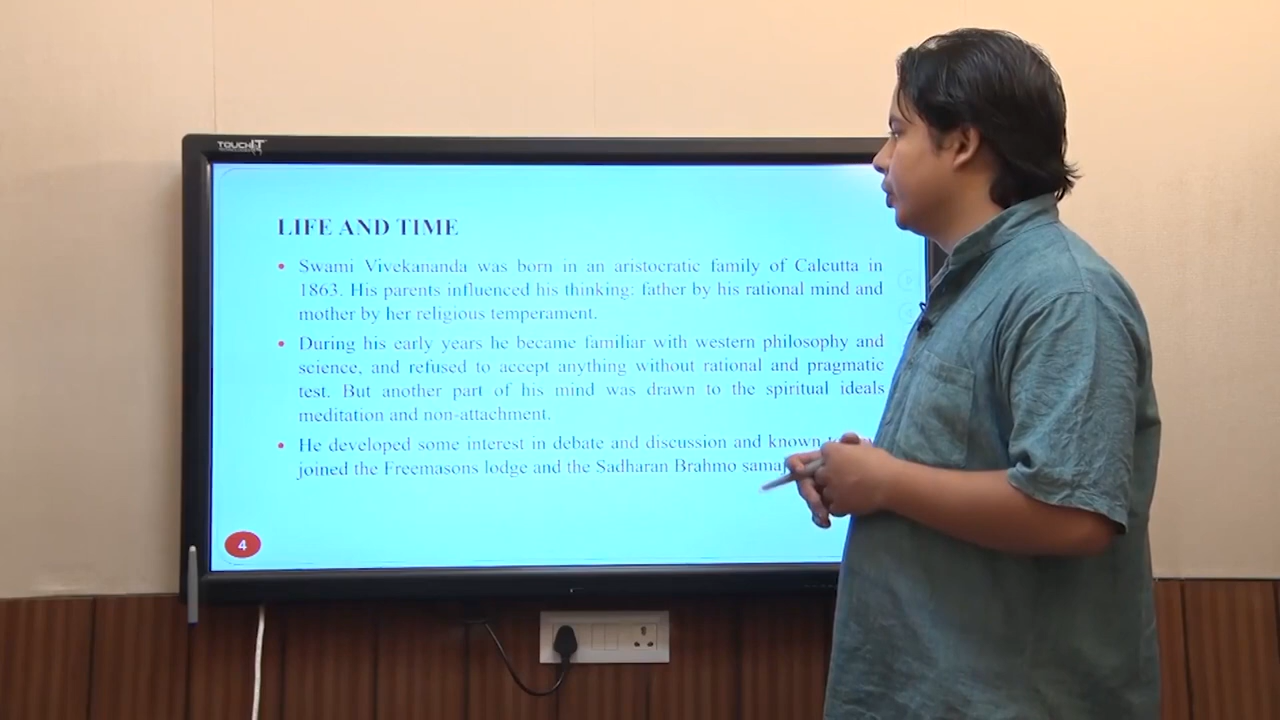 TOUCHIT
LIFE AND TIME
• Swami Vivekananda was born in an aristocratic family of Calcutta in
1863. His parents influenced his thinking: father by his rational mind and
mother by her religious temperament.
• During his early years he became familiar with western philosophy and
science, and refused to accept anything without rational and pragmatic
test. But another part of his mind was drawn to the spiritual ideals
meditation and non-attachment.
• He developed some interest in debate and discussion and known
joined the Freemasons lodge and the Sadharan Brahmo
4